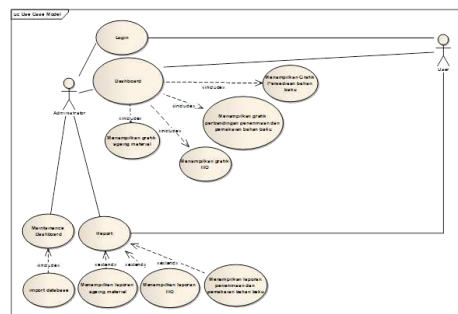 uc Use Case Model
Login
User
Dashboard
Administrator
«include»
Menampilkan Grafik
Persediaan bahan
baku
«include»
Menampilkan grafik
perbandingan penerimaan dan
pemakaian bahan baku
«include»
Menampilkan grafik
ageing material
«include»
Menampilkan grafik
Maintenance
Dashboard
Report
«include»
import database
«extend»
Menampilkan laporan
ageing material
«extend»
Menampilkan laporan
«extend»
Menampilkan laporan
penerimaan dan
pemakaian bahan
baku